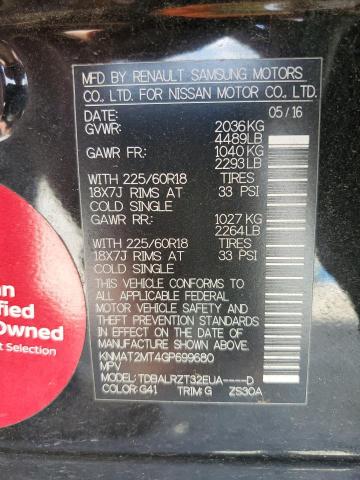 MFD BY RENAULT SAMSUNG MOTORS
CO., LTD. FOR NISSAN MOTOR CO., LTD.
DATE: 05/16
GVWR: 2036KG
4489LB
GAWR FR: 1040KG
2293LB
WITH 225/60R18 TIRES
18X7J RIMS AT 33 PSI
COLD SINGLE
GAWR RR: 1027KG
2264LB
WITH 225/60R18 TIRES
18X7J RIMS AT 33 PSI
COLD SINGLE
THIS VEHICLE CONFORMS TO
ALL APPLICABLE FEDERAL
MOTOR VEHICLE SAFETY AND
THEFT PREVENTION STANDARDS
IN EFFECT ON THE DATE OF
MANUFACTURE SHOWN ABOVE.
KNMAT2MT4GP699680
MPV
MODEL: TDBALRZT32EUA----D
COLOR: G41 TRIM: G ZS30A
Owned
Selection